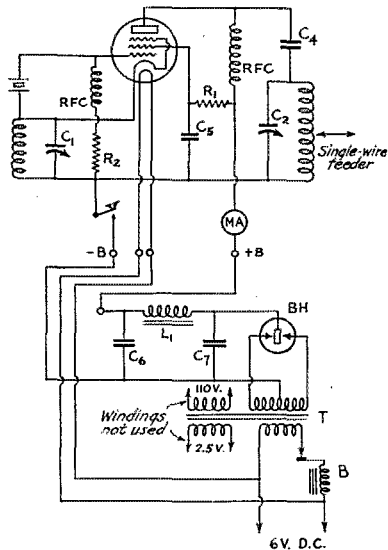 C4
RFC
RFC
R1
C1
C5
C2
R2
Single-wire
feeder
MA
-B
+B
BH
L1
C6
C7
110V.
Windings
not used
T
2.5V.
B
6V. D.C.